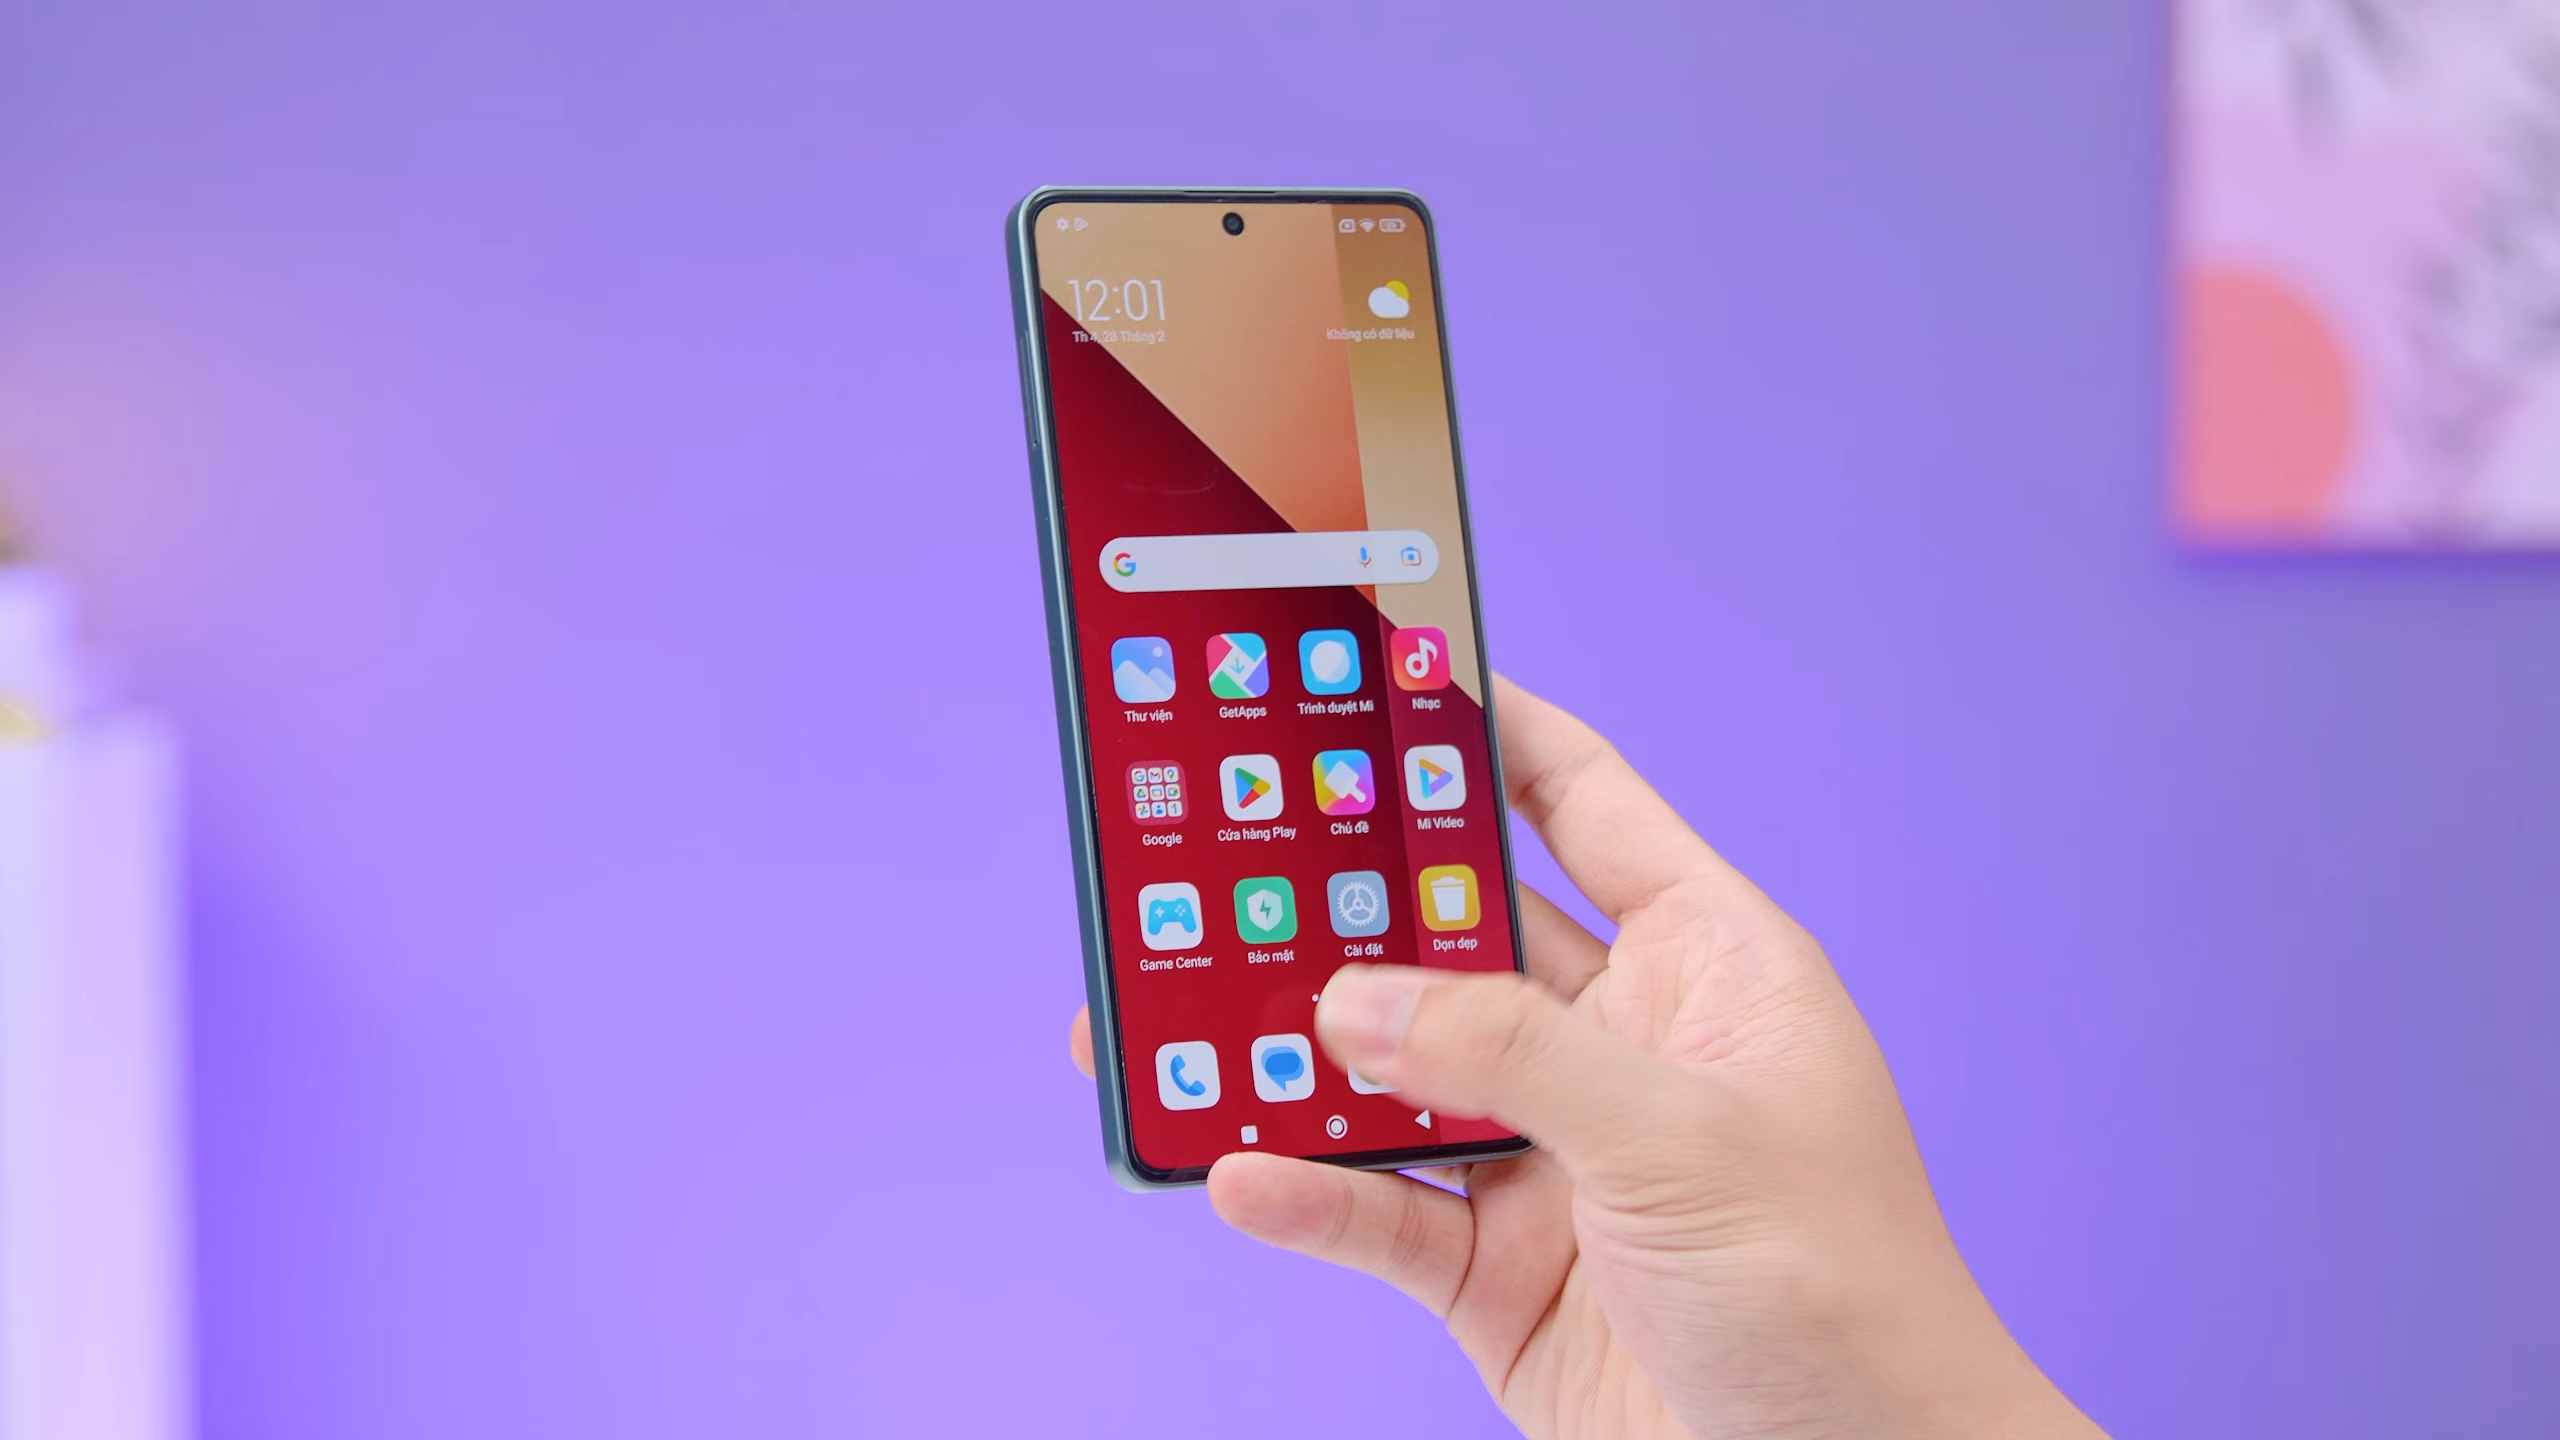 12:01
Th 4, 28 Tháng 2
Không có dữ liệu
Thư viện
GetApps
Trình duyệt Mi
Nhạc
Google
Cửa hàng Play
Chủ đề
Mi Video
Game Center
Bảo mật
Cài đặt
Dọn dẹp